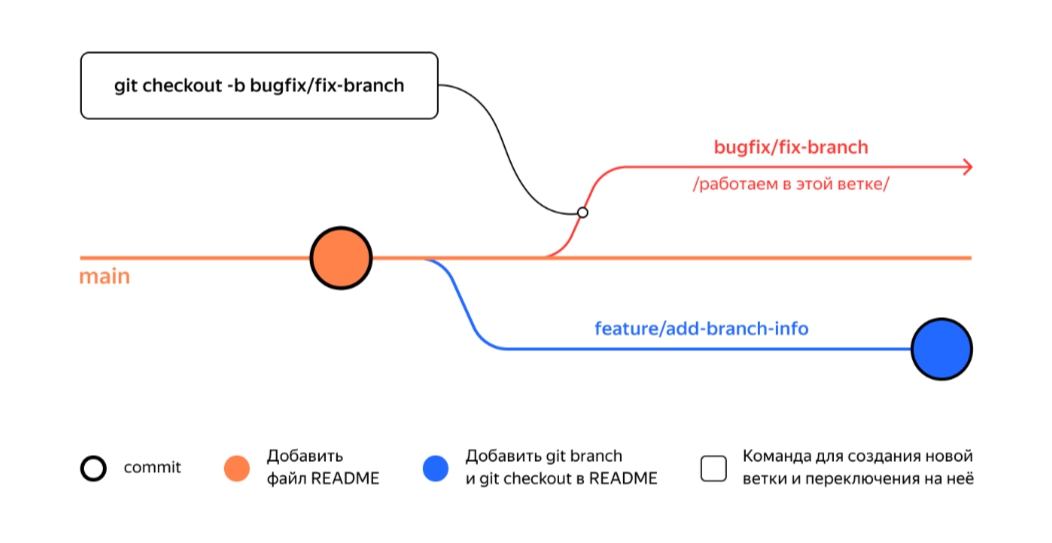 git checkout -b bugfix/fix-branch
bugfix/fix-branch
/работаем в этой ветке/
main
feature/add-branch-info
commit
Добавить
файл README
Добавить git branch
и git checkout в README
Команда для создания новой
ветки и переключения на неё